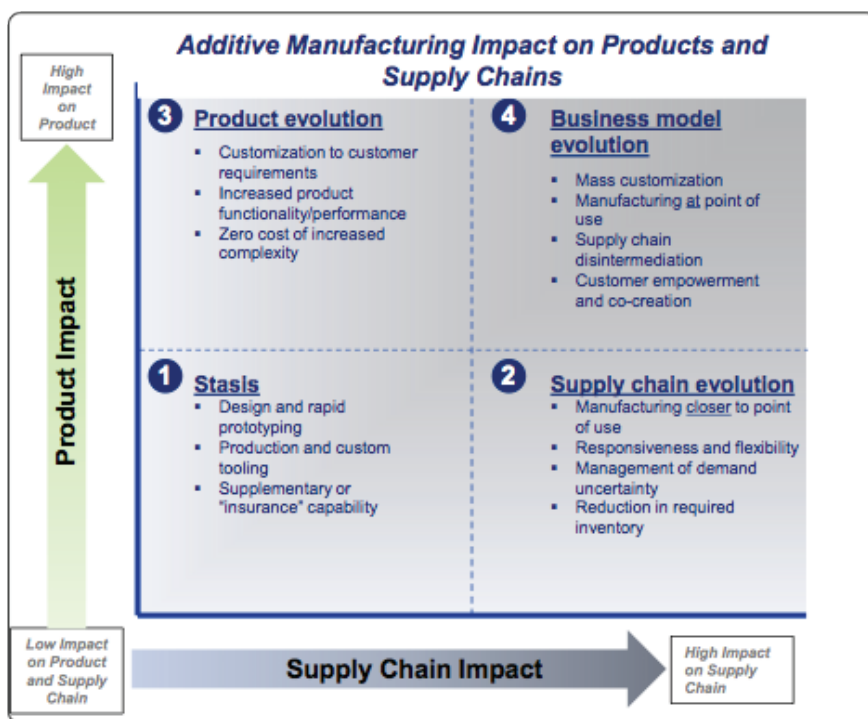 Additive Manufacturing Impact on Products and
Supply Chains
High
Impact
on
Product
3 Product evolution
▪ Customization to customer
requirements
▪ Increased product
functionality/performance
▪ Zero cost of increased
complexity
4 Business model
evolution
▪ Mass customization
▪ Manufacturing at point of
use
▪ Supply chain
disintermediation
▪ Customer empowerment
and co-creation
Product Impact
1 Stasis
▪ Design and rapid
prototyping
▪ Production and custom
tooling
▪ Supplementary or
"insurance" capability
2 Supply chain evolution
▪ Manufacturing closer to point
of use
▪ Responsiveness and flexibility
▪ Management of demand
uncertainty
▪ Reduction in required
inventory
Low Impact
on Product
and Supply
Chain
Supply Chain Impact
High Impact
on Supply
Chain